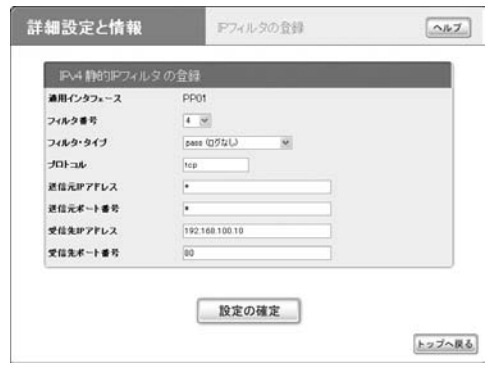 詳細設定と情報 IPフィルタの登録 ヘルプ
IPv4 静的IPフィルタの登録
適用インタフェース PP01
フィルタ番号 4
フィルタ・タイプ pass (ログなし)
プロトコル tcp
送信元IPアドレス *
送信元ポート番号 *
受信先IPアドレス 192.168.100.10
受信先ポート番号 80
設定の確定
トップへ戻る